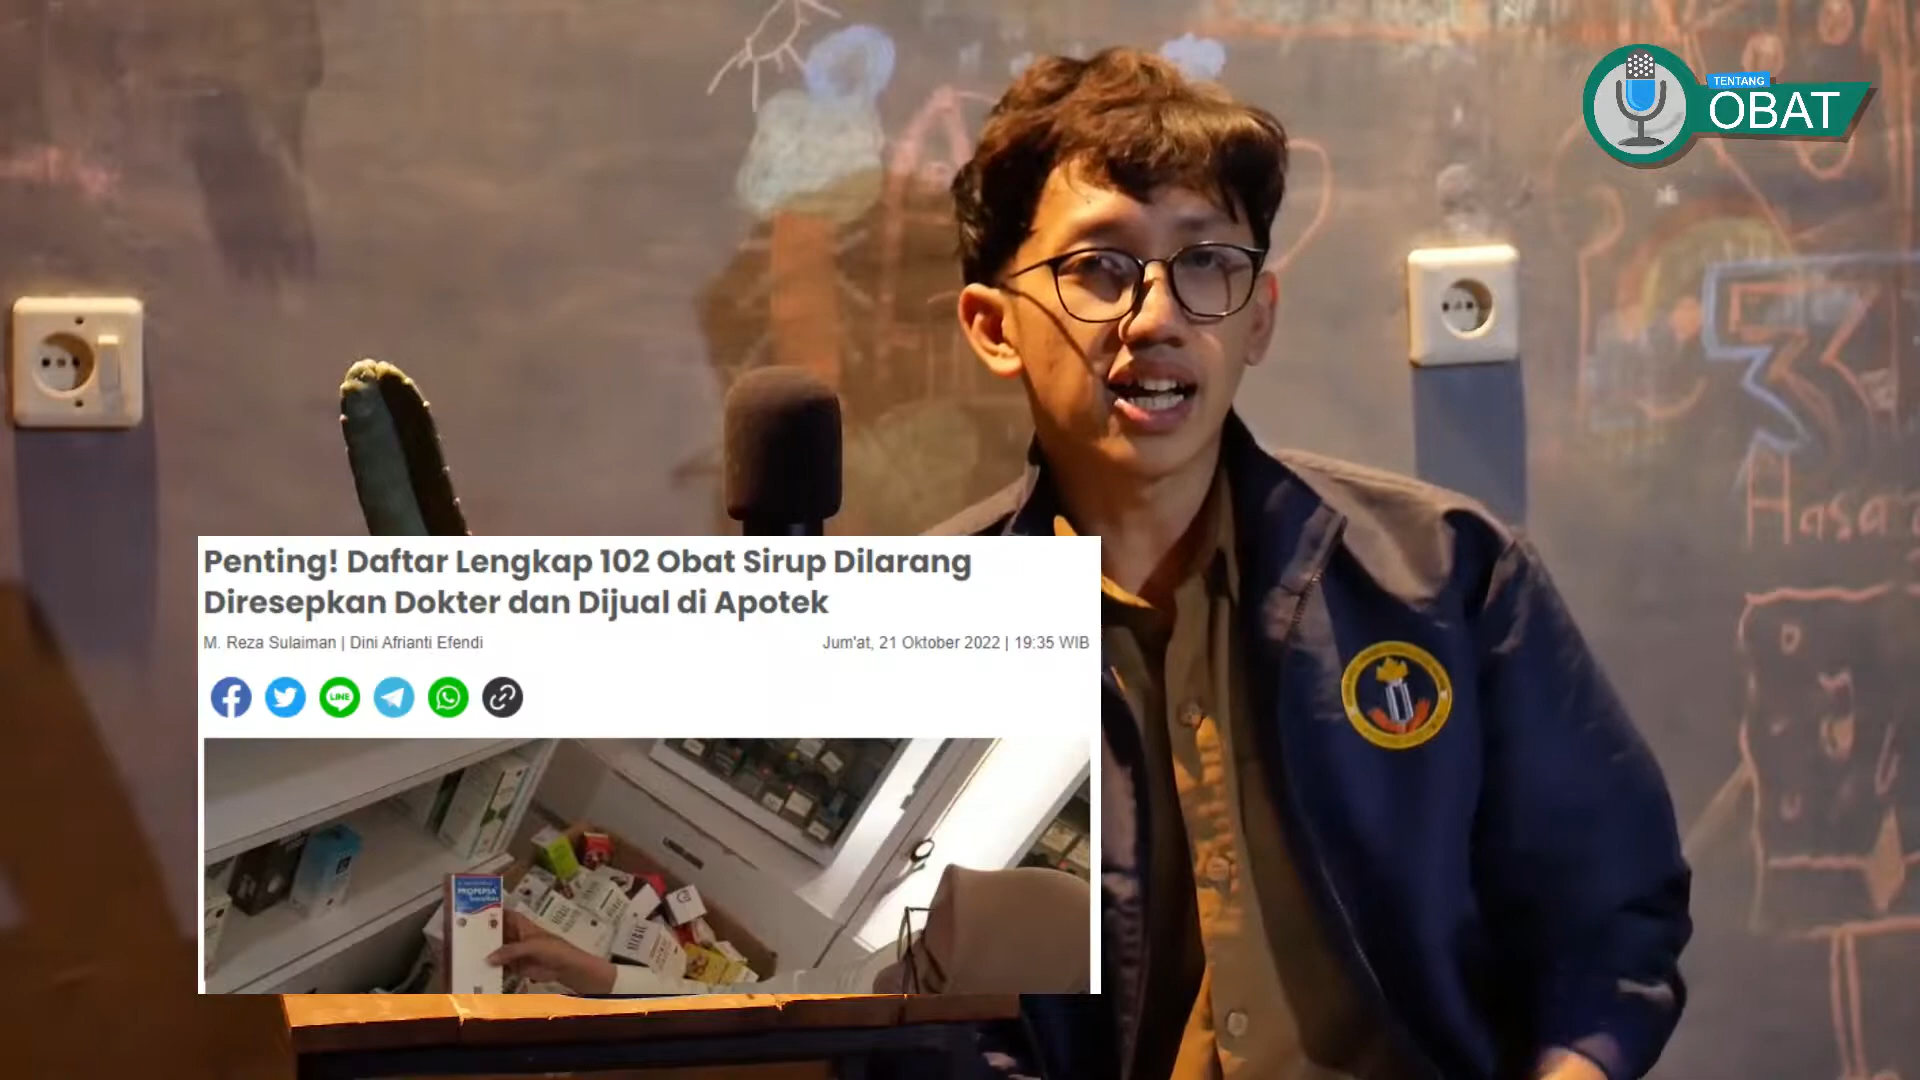 TENTANG
OBAT
Penting! Daftar Lengkap 102 Obat Sirup Dilarang
Diresepkan Dokter dan Dijual di Apotek
M. Reza Sulaiman | Dini Afrianti Efendi
Jum'at, 21 Oktober 2022 | 19:35 WIB
LINE
PROPEPSA
Hasa